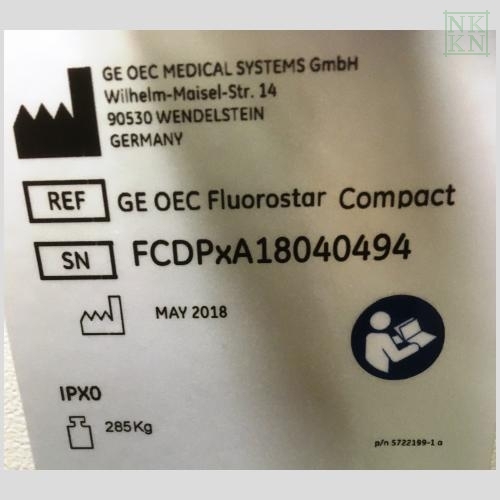 NK
KN
GE OEC MEDICAL SYSTEMS GmbH
Wilhelm-Maisel-Str. 14
90530 WENDELSTEIN
GERMANY
REF GE OEC Fluorostar Compact
SN FCDPxA18040494
MAY 2018
IPX0
285Kg
p/n 5722199-1 a